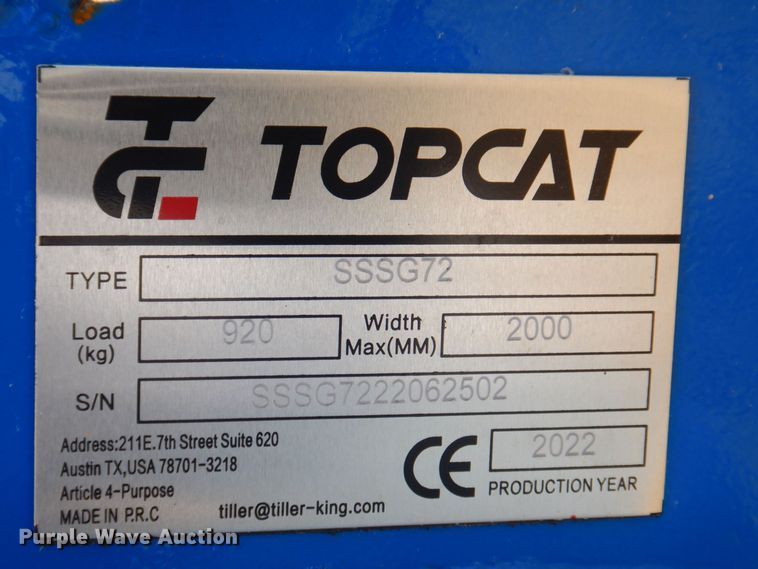 TC TOPCAT
TYPE SSSG72
Load (kg) 920 Width Max(MM) 2000
S/N SSSG7222062502
Address:211E.7th Street Suite 620
Austin TX,USA 78701-3218
Article 4-Purpose
MADE IN P.R.C tiller@tiller-king.com
CE 2022
PRODUCTION YEAR
Purple Wave Auction